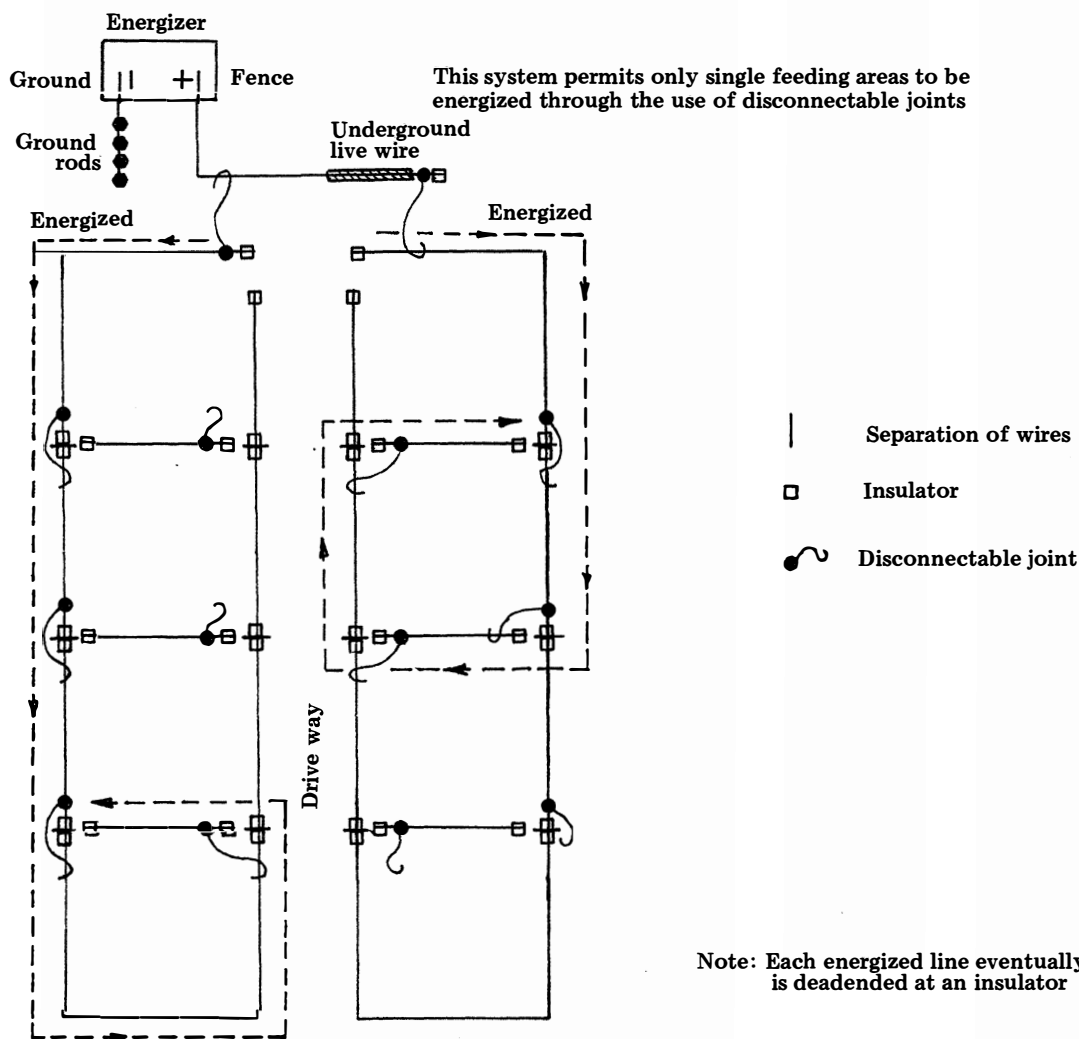 Energizer
Ground
Fence
This system permits only single feeding areas to be
energized through the use of disconnectable joints
Ground
rods
Underground
live wire
Energized
Energized
Separation of wires
Insulator
Disconnectable joint
Drive way
Note: Each energized line eventually
is deadended at an insulator